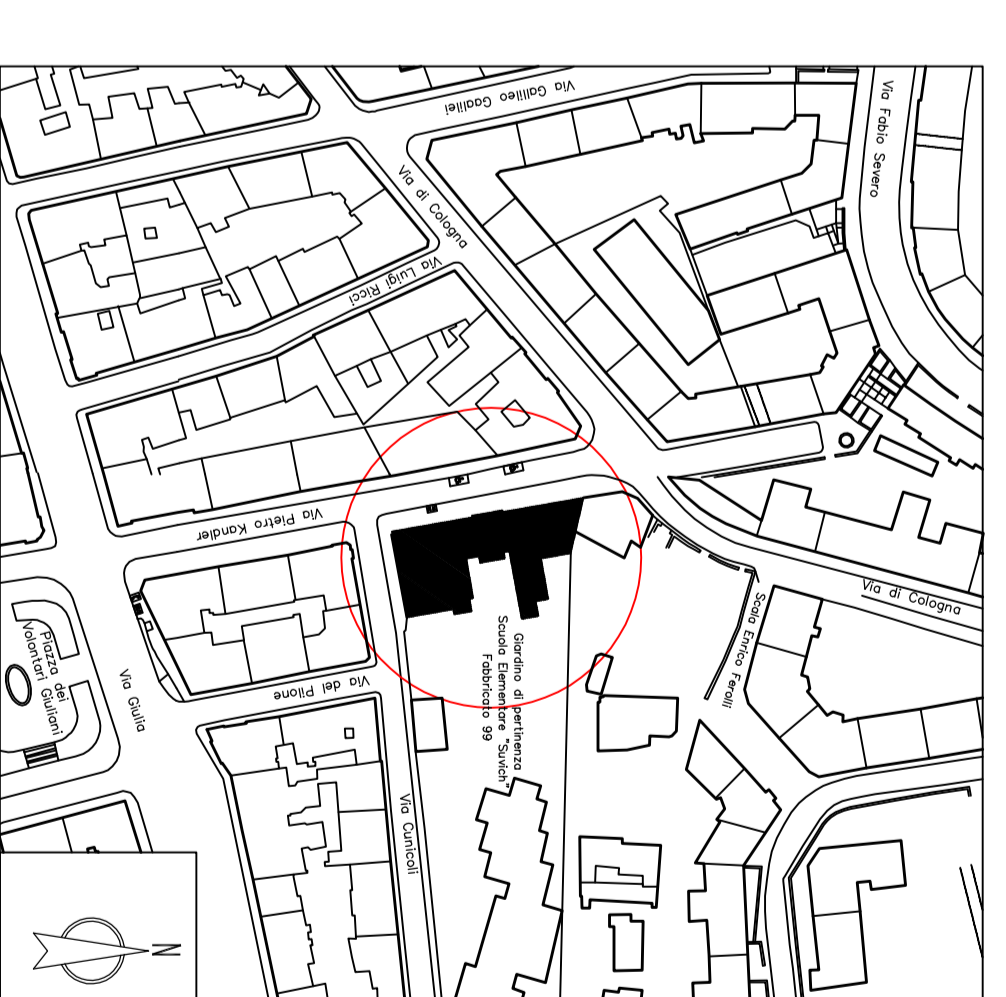 Via Galileo Gaalilei
Via Fabio Severo
Via di Cologna
Via Luigi Ricci
Via Pietro Kandler
Via di Cologna
Scala Enrico Ferolli
Piazza dei
Volontari Giuliani
Via Giulia
Via del Pilone
Giardino di pertinenza
Scuola Elementare "Suvich"
Fabbricato 99
Via Cunicoli
N